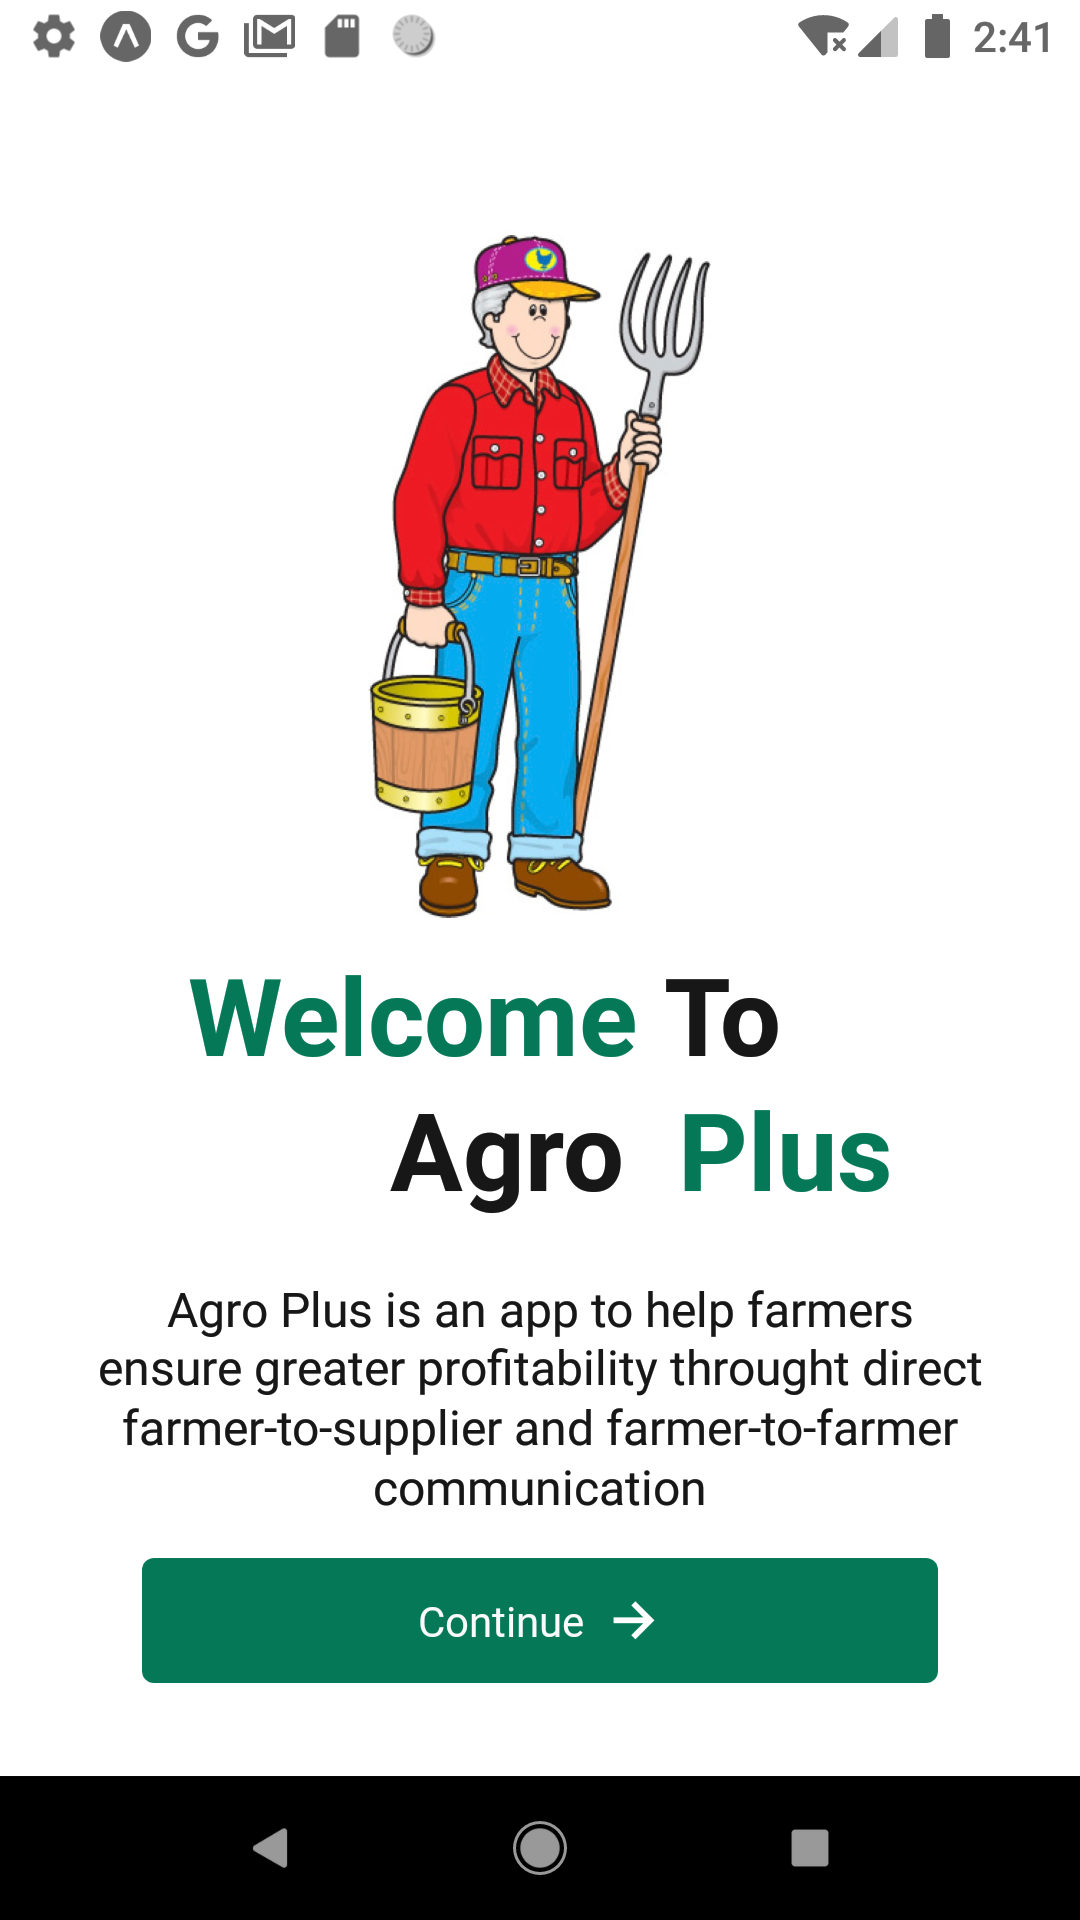 2:41
Welcome To
Agro Plus
Agro Plus is an app to help farmers
ensure greater profitability throught direct
farmer-to-supplier and farmer-to-farmer
communication
Continue